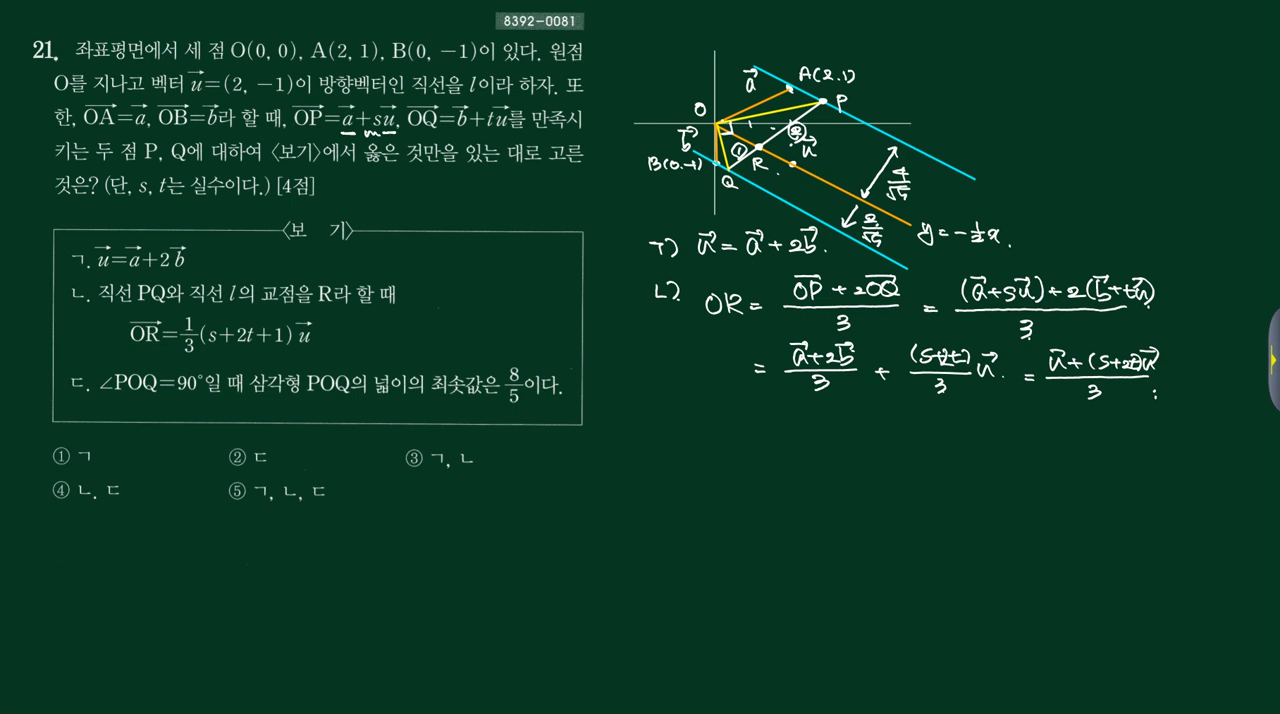 8392-0081
21. 좌표평면에서 세 점 O(0, 0), A(2, 1), B(0, -1)이 있다. 원점
O를 지나고 벡터 u⃗=(2, -1)이 방향벡터인 직선을 l이라 하자. 또
한, OA⃗=a⃗, OB⃗=b⃗라 할 때, OP⃗=a⃗+su⃗, OQ⃗=b⃗+tu⃗를 만족시
키는 두 점 P, Q에 대하여 <보기>에서 옳은 것만을 있는 대로 고른
것은? (단, s, t는 실수이다.) [4점]
<보 기>
ㄱ. u⃗=a⃗+2b⃗
ㄴ. 직선 PQ와 직선 l의 교점을 R라 할 때
OR⃗=1/3(s+2t+1)u⃗
ㄷ. ∠POQ=90°일 때 삼각형 POQ의 넓이의 최솟값은 8/5이다.
① ㄱ
② ㄷ
③ ㄱ, ㄴ
④ ㄴ, ㄷ
⑤ ㄱ, ㄴ, ㄷ
a⃗
A(2,1)
P
O
②
b⃗
①
u⃗
B(0,-1)
R
Q
4/√5
2/√5
y=-1/2x.
ㄱ) u⃗ = a⃗ + 2b⃗.
ㄴ) OR = (OP + 2OQ)/3 = ((a⃗+su⃗)+2(b⃗+tu⃗))/3
= (a⃗+2b⃗)/3 + (s+2t)/3 u⃗. = (u⃗+(s+2t)u⃗)/3